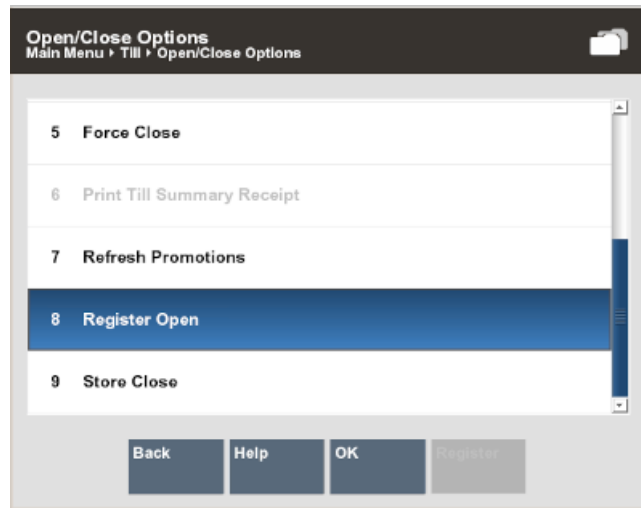 Open/Close Options
Main Menu ▸ Till ▸ Open/Close Options
5 Force Close
6 Print Till Summary Receipt
7 Refresh Promotions
8 Register Open
9 Store Close
Back Help OK Register